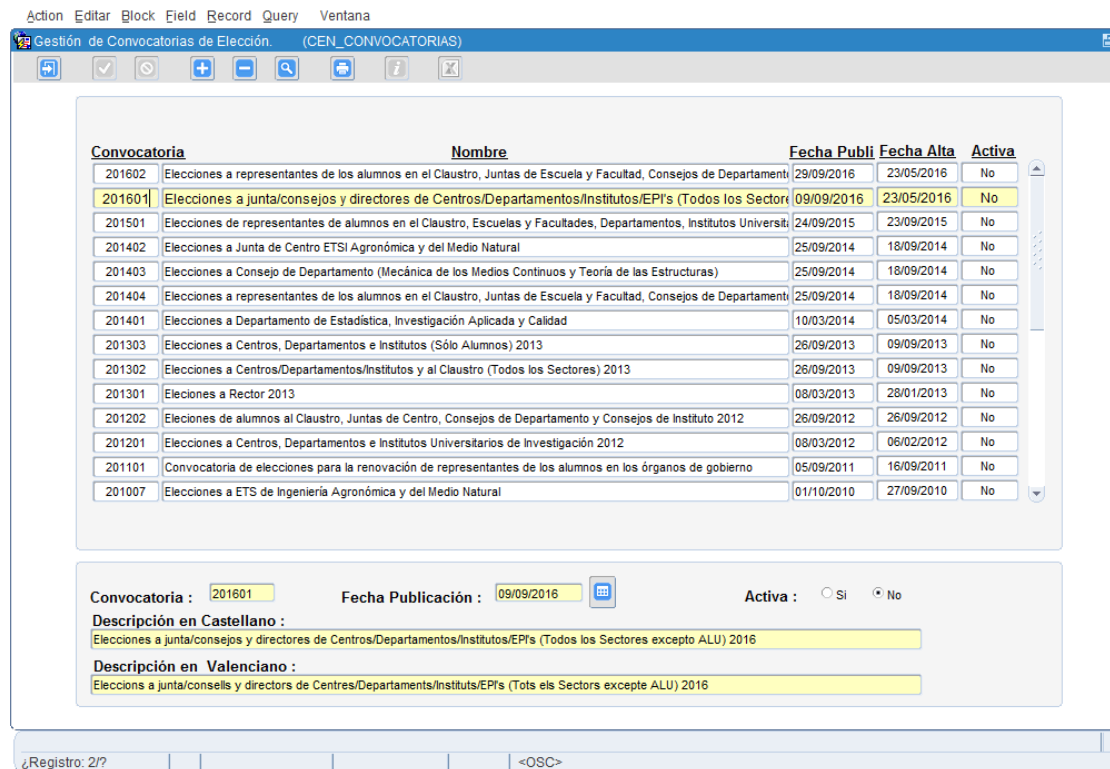 Action Editar Block Field Record Query Ventana
Gestión de Convocatorias de Elección. (CEN_CONVOCATORIAS)
Convocatoria Nombre Fecha Publi Fecha Alta Activa
201602 Elecciones a representantes de los alumnos en el Claustro, Juntas de Escuela y Facultad, Consejos de Departament 29/09/2016 23/05/2016 No
201601 Elecciones a junta/consejos y directores de Centros/Departamentos/Institutos/EPI's (Todos los Sectore 09/09/2016 23/05/2016 No
201501 Elecciones de representantes de alumnos en el Claustro, Escuelas y Facultades, Departamentos, Institutos Universit 24/09/2015 23/09/2015 No
201402 Elecciones a Junta de Centro ETSI Agronómica y del Medio Natural 25/09/2014 18/09/2014 No
201403 Elecciones a Consejo de Departamento (Mecánica de los Medios Continuos y Teoría de las Estructuras) 25/09/2014 18/09/2014 No
201404 Elecciones a representantes de los alumnos en el Claustro, Juntas de Escuela y Facultad, Consejos de Departament 25/09/2014 18/09/2014 No
201401 Elecciones a Departamento de Estadística, Investigación Aplicada y Calidad 10/03/2014 05/03/2014 No
201303 Elecciones a Centros, Departamentos e Institutos (Sólo Alumnos) 2013 26/09/2013 09/09/2013 No
201302 Elecciones a Centros/Departamentos/Institutos y al Claustro (Todos los Sectores) 2013 26/09/2013 09/09/2013 No
201301 Eleciones a Rector 2013 08/03/2013 28/01/2013 No
201202 Eleciones de alumnos al Claustro, Juntas de Centro, Consejos de Departamento y Consejos de Instituto 2012 26/09/2012 26/09/2012 No
201201 Elecciones a Centros, Departamentos e Institutos Universitarios de Investigación 2012 08/03/2012 06/02/2012 No
201101 Convocatoria de elecciones para la renovación de representantes de los alumnos en los órganos de gobierno 05/09/2011 16/09/2011 No
201007 Elecciones a ETS de Ingeniería Agronómica y del Medio Natural 01/10/2010 27/09/2010 No
Convocatoria : 201601 Fecha Publicación : 09/09/2016 Activa : Si No
Descripción en Castellano :
Elecciones a junta/consejos y directores de Centros/Departamentos/Institutos/EPI's (Todos los Sectores excepto ALU) 2016
Descripción en Valenciano :
Eleccions a junta/consells y directors de Centres/Departaments/Instituts/EPI's (Tots els Sectors excepte ALU) 2016
¿Registro: 2/? <OSC>